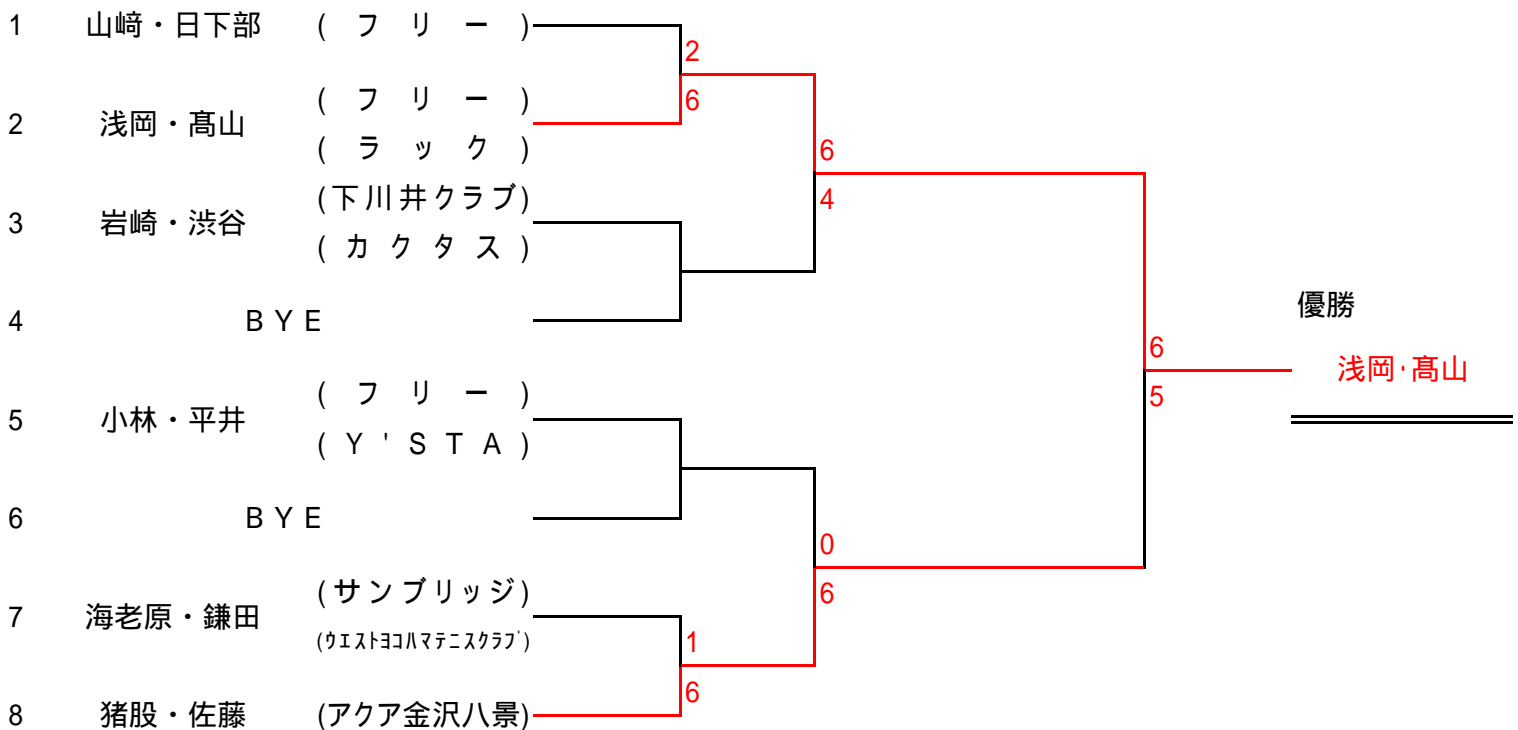 1 山﨑・日下部 (フリー)
2
6
2 浅岡・髙山 (フリー)
(ラック)
6
4
3 岩崎・渋谷 (下川井クラブ)
(カクタス)
4 BYE
優勝
6
浅岡・髙山
5
5 小林・平井 (フリー)
(Y'STA)
6 BYE
0
6
7 海老原・鎌田 (サンブリッジ)
(ｳｴｽﾄﾖｺﾊﾏﾃﾆｽｸﾗﾌﾞ)
1
6
8 猪股・佐藤 (アクア金沢八景)